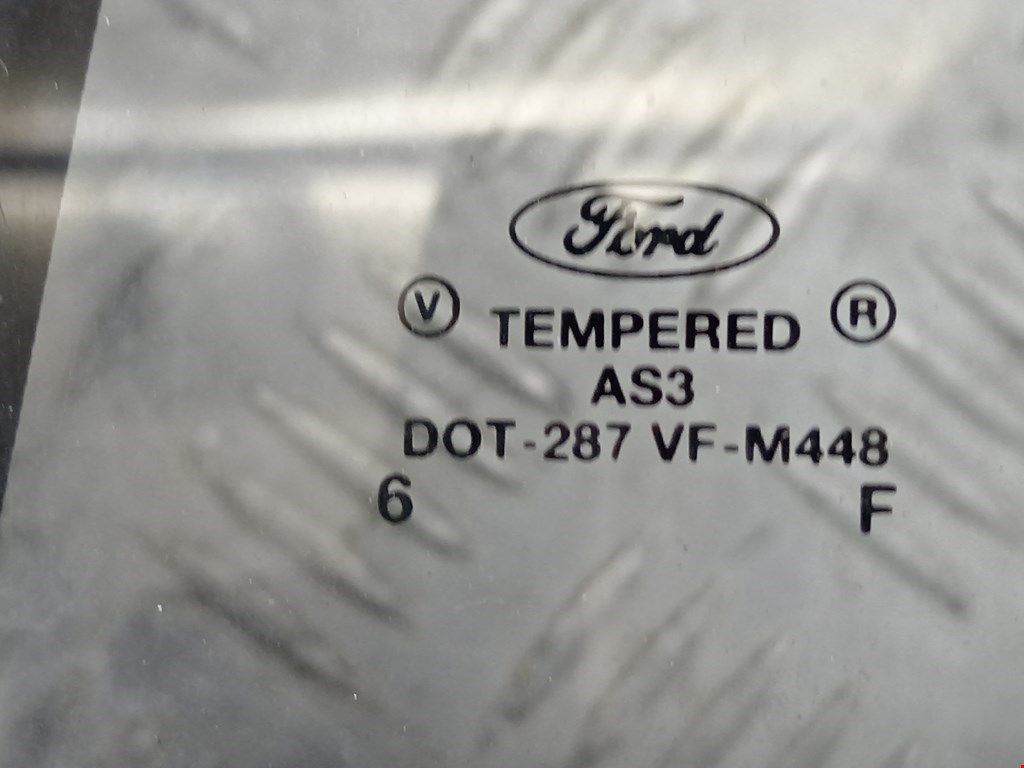 Ford
V TEMPERED R
AS3
DOT-287 VF-M448
6 F